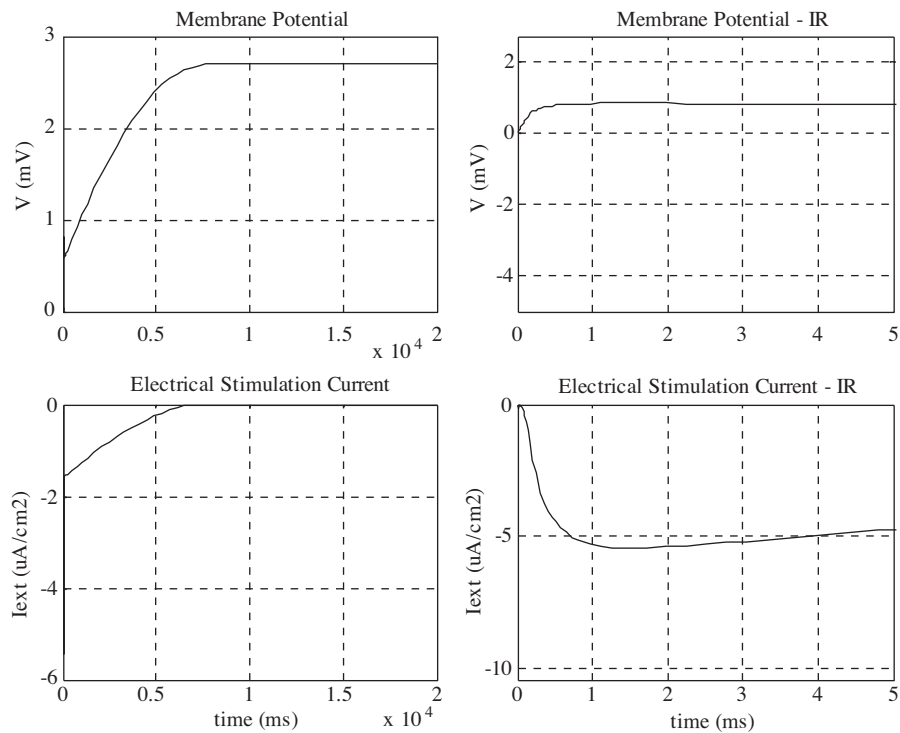 Membrane Potential
3
2
1
0
V (mV)
0 0.5 1 1.5 2
x 10 4
Membrane Potential - IR
2
0
-2
-4
V (mV)
0 1 2 3 4 5
Electrical Stimulation Current
0
-2
-4
-6
Iext (uA/cm2)
0 0.5 1 1.5 2
time (ms)
x 10 4
Electrical Stimulation Current - IR
0
-5
-10
Iext (uA/cm2)
0 1 2 3 4 5
time (ms)